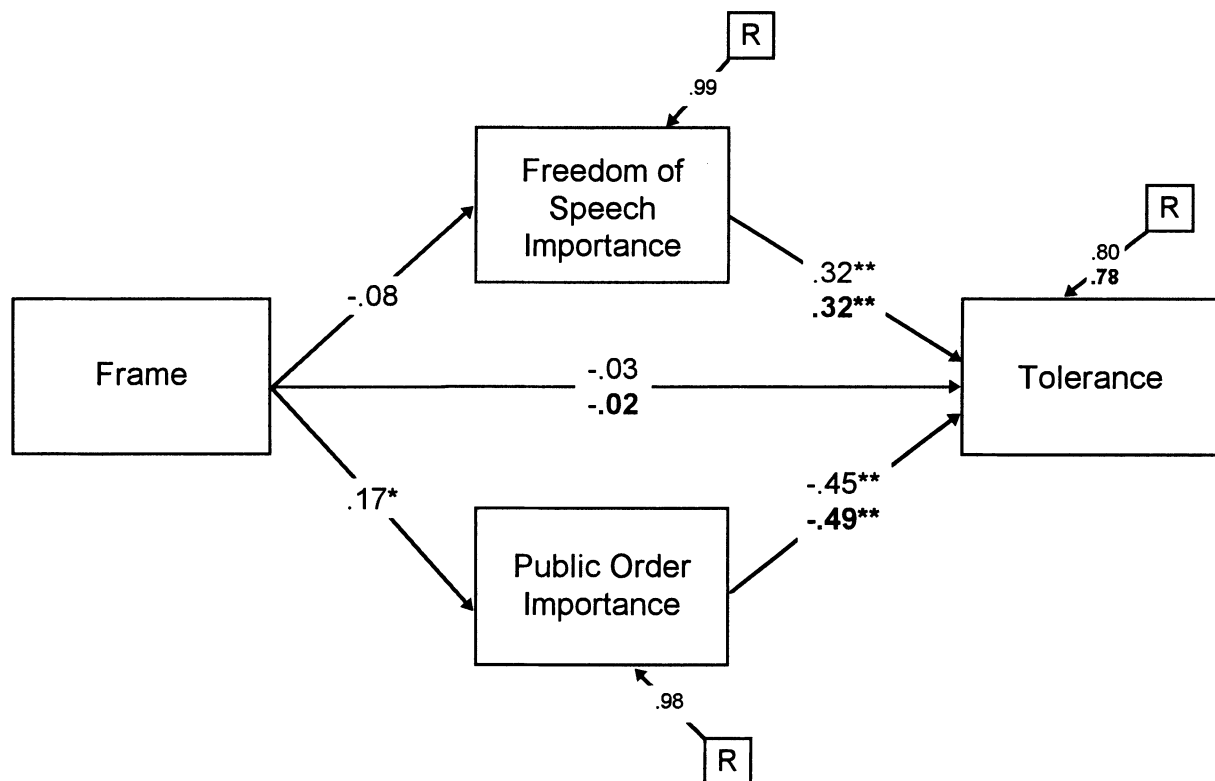 R
.99
Freedom of
Speech
Importance
R
.80
.78
.32**
.32**
-.08
Frame
-.03
-.02
Tolerance
.17*
-.45**
-.49**
Public Order
Importance
.98
R